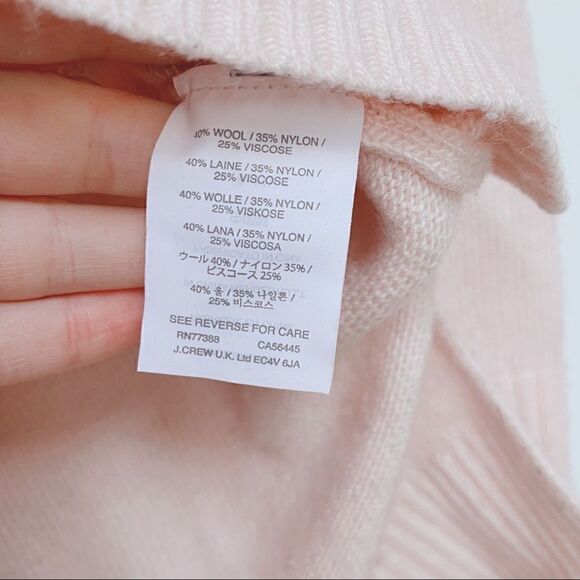 40% WOOL / 35% NYLON /
25% VISCOSE
40% LAINE / 35% NYLON /
25% VISCOSE
40% WOLLE / 35% NYLON /
25% VISKOSE
40% LANA / 35% NYLON /
25% VISCOSA
ウール 40% / ナイロン 35% /
ビスコース 25%
40% 울 / 35% 나일론 /
25% 비스코스
SEE REVERSE FOR CARE
RN77388 CA56445
J.CREW U.K. Ltd EC4V 6JA